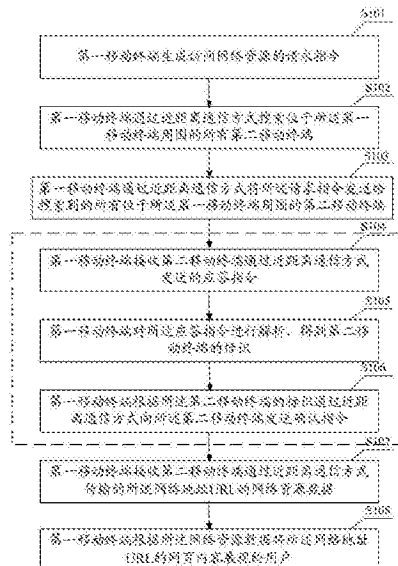 S101
第一移动终端生成访问网络资源的请求指令
S102
第一移动终端通过近距离通信方式搜索位于所述第一
移动终端周围的所有第二移动终端
S103
第一移动终端通过近距离通信方式将所述请求指令发送给
搜索到的所有位于所述第一移动终端周围的第二移动终端
S104
第一移动终端接收第二移动终端通过近距离通信方式
发送的应答指令
S105
第一移动终端对所述应答指令进行解析，得到第二移
动终端的标识
S106
第一移动终端根据所述第二移动终端的标识通过近距
离通信方式向所述第二移动终端发送确认指令
S107
第一移动终端接收第二移动终端通过近距离通信方式
传输的所述网络地址URL的网络资源数据
S108
第一移动终端根据所述网络资源数据将所述网络地址
URL的网页内容展现给用户